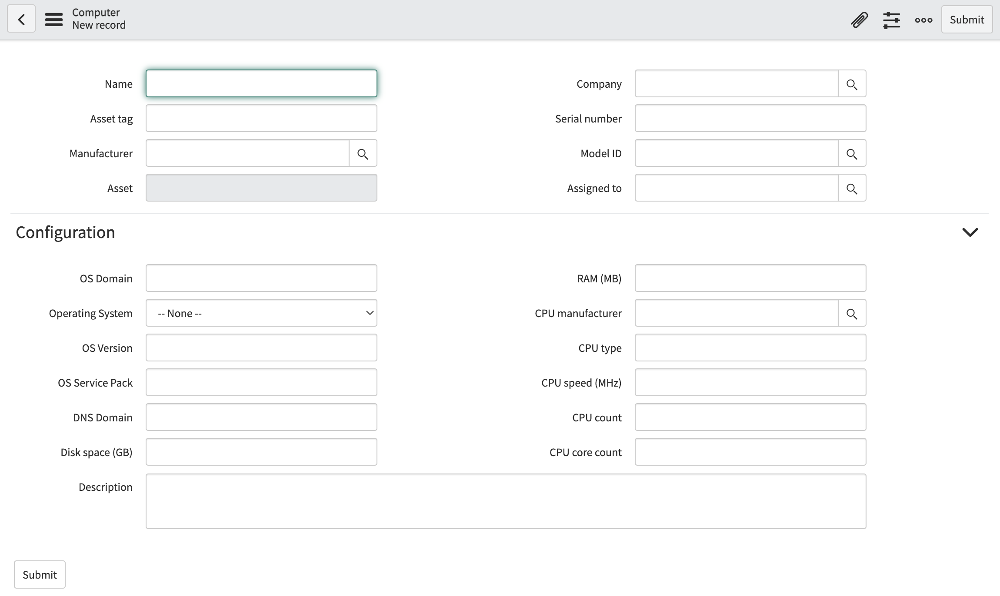 Computer
New record
Submit
Name
Company
Asset tag
Serial number
Manufacturer
Model ID
Asset
Assigned to
Configuration
OS Domain
RAM (MB)
Operating System
-- None --
CPU manufacturer
OS Version
CPU type
OS Service Pack
CPU speed (MHz)
DNS Domain
CPU count
Disk space (GB)
CPU core count
Description
Submit